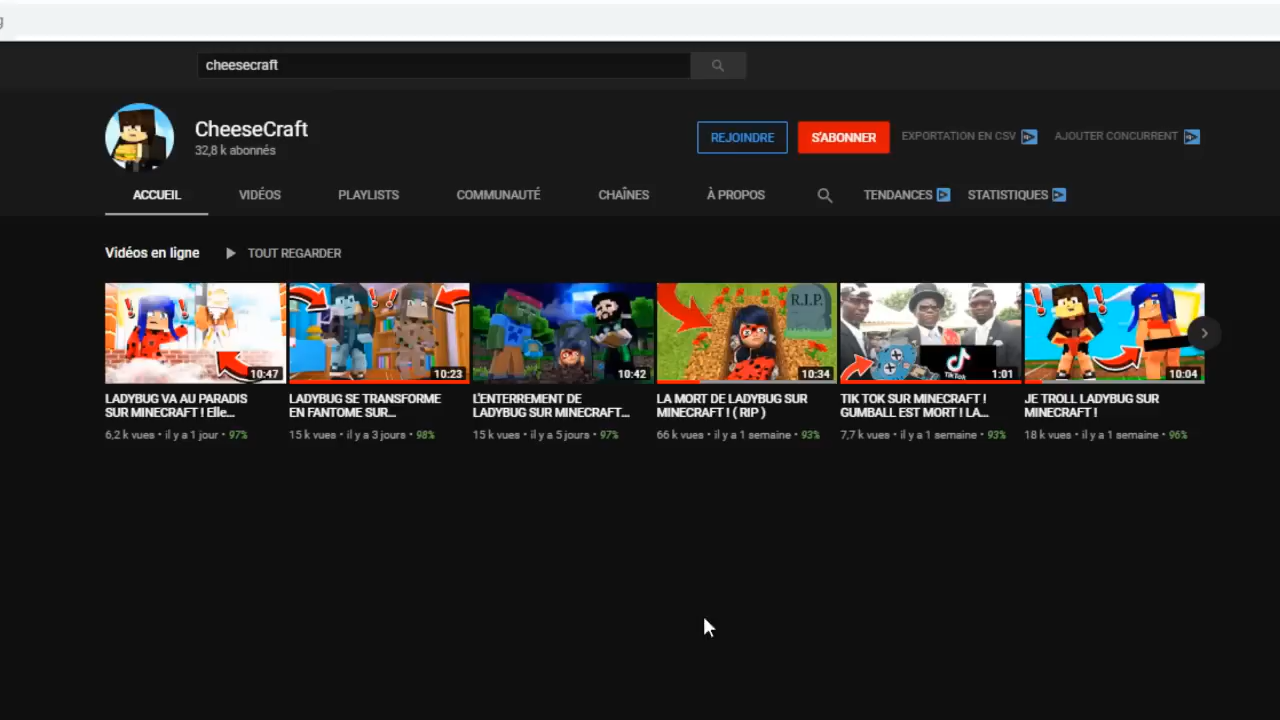 g
cheesecraft
CheeseCraft
32,8 k abonnés
REJOINDRE
S'ABONNER
EXPORTATION EN CSV
AJOUTER CONCURRENT
ACCUEIL
VIDÉOS
PLAYLISTS
COMMUNAUTÉ
CHAÎNES
À PROPOS
TENDANCES
STATISTIQUES
Vidéos en ligne
TOUT REGARDER
10:47
10:23
10:42
R.I.P.
10:34
TIK TOK
1:01
10:04
LADYBUG VA AU PARADIS
SUR MINECRAFT ! Elle...
6,2 k vues • il y a 1 jour • 97%
LADYBUG SE TRANSFORME
EN FANTOME SUR...
15 k vues • il y a 3 jours • 98%
L'ENTERREMENT DE
LADYBUG SUR MINECRAFT...
15 k vues • il y a 5 jours • 97%
LA MORT DE LADYBUG SUR
MINECRAFT ! ( RIP )
66 k vues • il y a 1 semaine • 93%
TIK TOK SUR MINECRAFT !
GUMBALL EST MORT ! LA...
7,7 k vues • il y a 1 semaine • 93%
JE TROLL LADYBUG SUR
MINECRAFT !
18 k vues • il y a 1 semaine • 96%